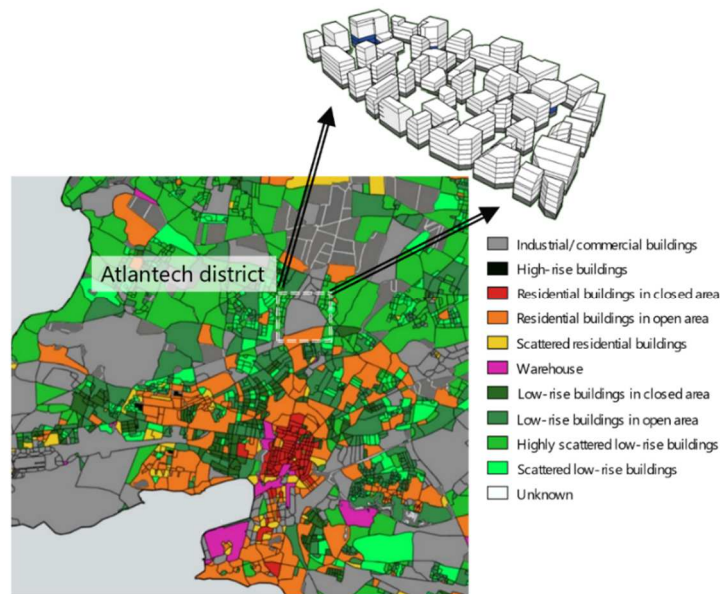 Atlantech district
Industrial/commercial buildings
High-rise buildings
Residential buildings in closed area
Residential buildings in open area
Scattered residential buildings
Warehouse
Low-rise buildings in closed area
Low-rise buildings in open area
Highly scattered low-rise buildings
Scattered low-rise buildings
Unknown